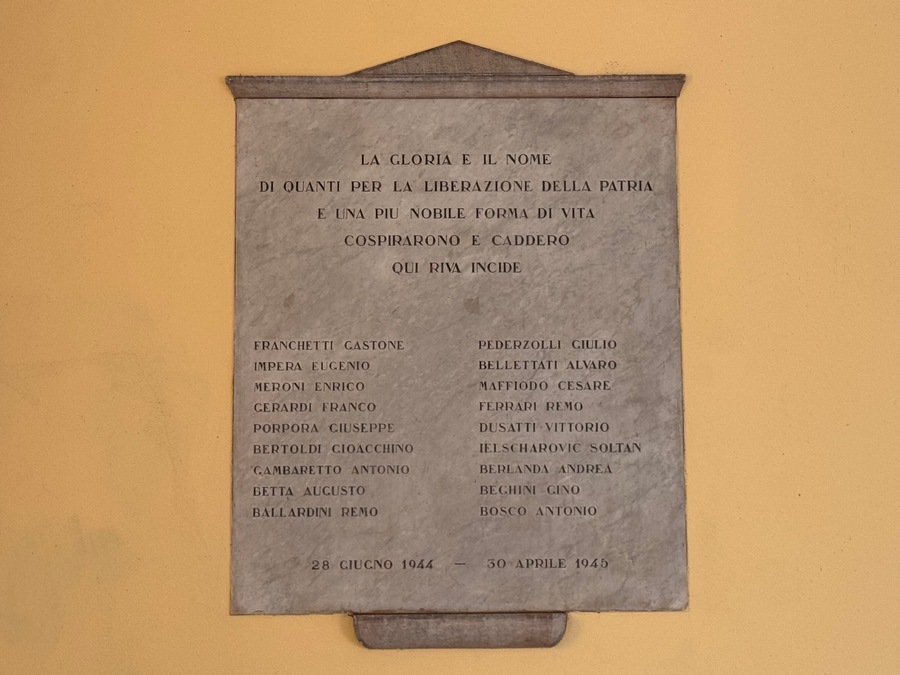 LA GLORIA E IL NOME
DI QUANTI PER LA LIBERAZIONE DELLA PATRIA
E UNA PIU NOBILE FORMA DI VITA
COSPIRARONO E CADDERO
QUI RIVA INCIDE
FRANCHETTI GASTONE
IMPERA EUGENIO
MERONI ENRICO
GERARDI FRANCO
PORPORA GIUSEPPE
BERTOLDI GIOACCHINO
GAMBARETTO ANTONIO
BETTA AUGUSTO
BALLARDINI REMO
PEDERZOLLI GIULIO
BELLETTATI ALVARO
MAFFIODO CESARE
FERRARI REMO
DUSATTI VITTORIO
IELSCHAROVIC SOLTAN
BERLANDA ANDREA
BEGHINI GINO
BOSCO ANTONIO
28 GIUGNO 1944 — 30 APRILE 1945